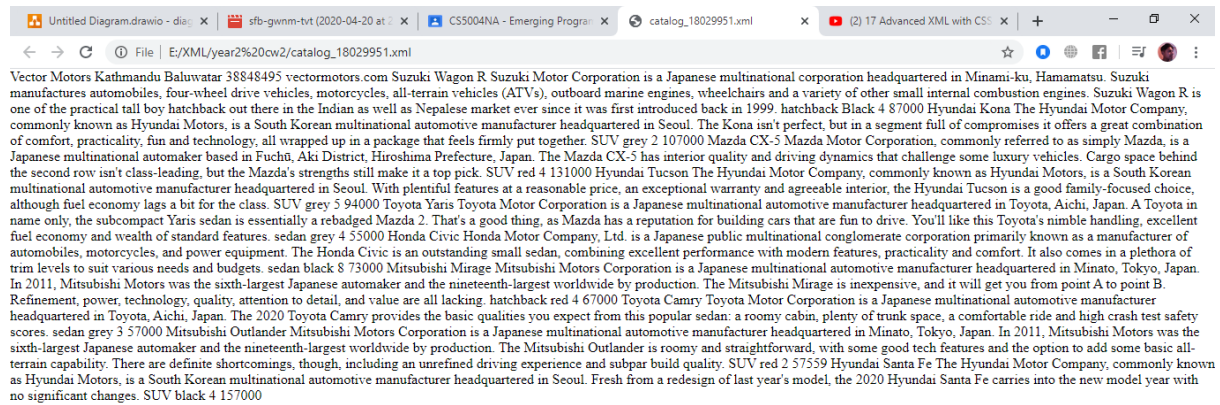 Untitled Diagram.drawio - diag
sfb-gwnm-tvt (2020-04-20 at 2
CS5004NA - Emerging Program
catalog_18029951.xml
(2) 17 Advanced XML with CSS
File | E:/XML/year2%20cw2/catalog_18029951.xml
Vector Motors Kathmandu Baluwatar 38848495 vectormotors.com Suzuki Wagon R Suzuki Motor Corporation is a Japanese multinational corporation headquartered in Minami-ku, Hamamatsu. Suzuki
manufactures automobiles, four-wheel drive vehicles, motorcycles, all-terrain vehicles (ATVs), outboard marine engines, wheelchairs and a variety of other small internal combustion engines. Suzuki Wagon R is
one of the practical tall boy hatchback out there in the Indian as well as Nepalese market ever since it was first introduced back in 1999. hatchback Black 4 87000 Hyundai Kona The Hyundai Motor Company,
commonly known as Hyundai Motors, is a South Korean multinational automotive manufacturer headquartered in Seoul. The Kona isn't perfect, but in a segment full of compromises it offers a great combination
of comfort, practicality, fun and technology, all wrapped up in a package that feels firmly put together. SUV grey 2 107000 Mazda CX-5 Mazda Motor Corporation, commonly referred to as simply Mazda, is a
Japanese multinational automaker based in Fuchū, Aki District, Hiroshima Prefecture, Japan. The Mazda CX-5 has interior quality and driving dynamics that challenge some luxury vehicles. Cargo space behind
the second row isn't class-leading, but the Mazda's strengths still make it a top pick. SUV red 4 131000 Hyundai Tucson The Hyundai Motor Company, commonly known as Hyundai Motors, is a South Korean
multinational automotive manufacturer headquartered in Seoul. With plentiful features at a reasonable price, an exceptional warranty and agreeable interior, the Hyundai Tucson is a good family-focused choice,
although fuel economy lags a bit for the class. SUV grey 5 94000 Toyota Yaris Toyota Motor Corporation is a Japanese multinational automotive manufacturer headquartered in Toyota, Aichi, Japan. A Toyota in
name only, the subcompact Yaris sedan is essentially a rebadged Mazda 2. That's a good thing, as Mazda has a reputation for building cars that are fun to drive. You'll like this Toyota's nimble handling, excellent
fuel economy and wealth of standard features. sedan grey 4 55000 Honda Civic Honda Motor Company, Ltd. is a Japanese public multinational conglomerate corporation primarily known as a manufacturer of
automobiles, motorcycles, and power equipment. The Honda Civic is an outstanding small sedan, combining excellent performance with modern features, practicality and comfort. It also comes in a plethora of
trim levels to suit various needs and budgets. sedan black 8 73000 Mitsubishi Mirage Mitsubishi Motors Corporation is a Japanese multinational automotive manufacturer headquartered in Minato, Tokyo, Japan.
In 2011, Mitsubishi Motors was the sixth-largest Japanese automaker and the nineteenth-largest worldwide by production. The Mitsubishi Mirage is inexpensive, and it will get you from point A to point B.
Refinement, power, technology, quality, attention to detail, and value are all lacking. hatchback red 4 67000 Toyota Camry Toyota Motor Corporation is a Japanese multinational automotive manufacturer
headquartered in Toyota, Aichi, Japan. The 2020 Toyota Camry provides the basic qualities you expect from this popular sedan: a roomy cabin, plenty of trunk space, a comfortable ride and high crash test safety
scores. sedan grey 3 57000 Mitsubishi Outlander Mitsubishi Motors Corporation is a Japanese multinational automotive manufacturer headquartered in Minato, Tokyo, Japan. In 2011, Mitsubishi Motors was the
sixth-largest Japanese automaker and the nineteenth-largest worldwide by production. The Mitsubishi Outlander is roomy and straightforward, with some good tech features and the option to add some basic all-
terrain capability. There are definite shortcomings, though, including an unrefined driving experience and subpar build quality. SUV red 2 57559 Hyundai Santa Fe The Hyundai Motor Company, commonly known
as Hyundai Motors, is a South Korean multinational automotive manufacturer headquartered in Seoul. Fresh from a redesign of last year's model, the 2020 Hyundai Santa Fe carries into the new model year with
no significant changes. SUV black 4 157000